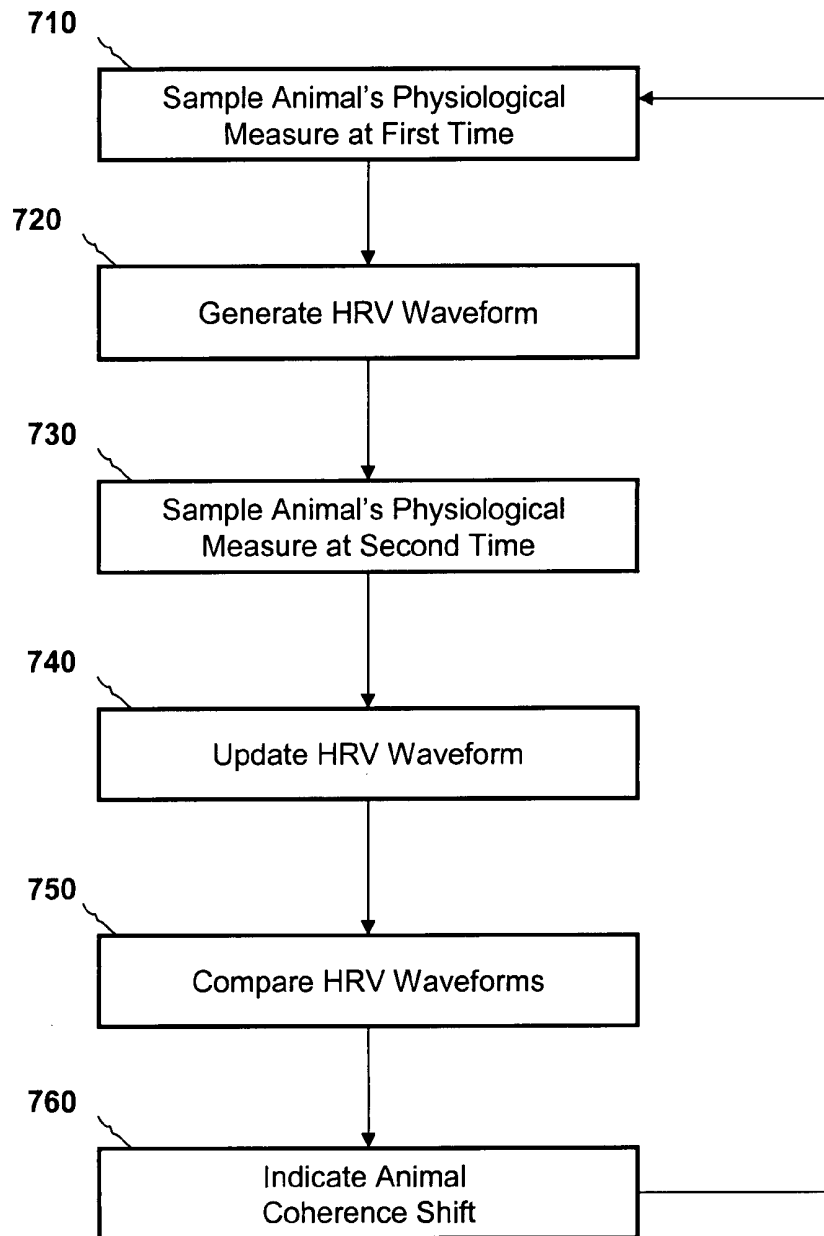 710
Sample Animal's Physiological
Measure at First Time
720
Generate HRV Waveform
730
Sample Animal's Physiological
Measure at Second Time
740
Update HRV Waveform
750
Compare HRV Waveforms
760
Indicate Animal
Coherence Shift